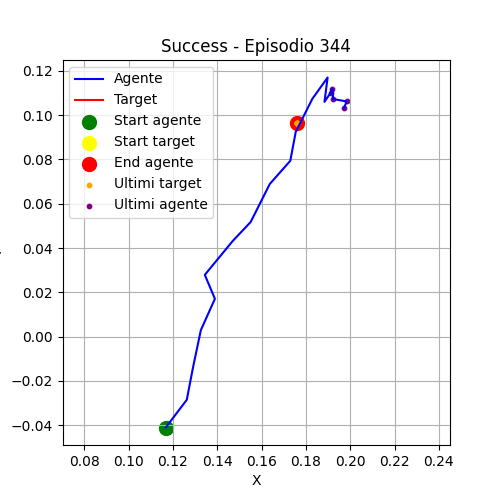 Success - Episodio 344
0.12
0.10
0.08
0.06
0.04
0.02
0.00
−0.02
−0.04
Agente
Target
Start agente
Start target
End agente
Ultimi target
Ultimi agente
0.08 0.10 0.12 0.14 0.16 0.18 0.20 0.22 0.24
X